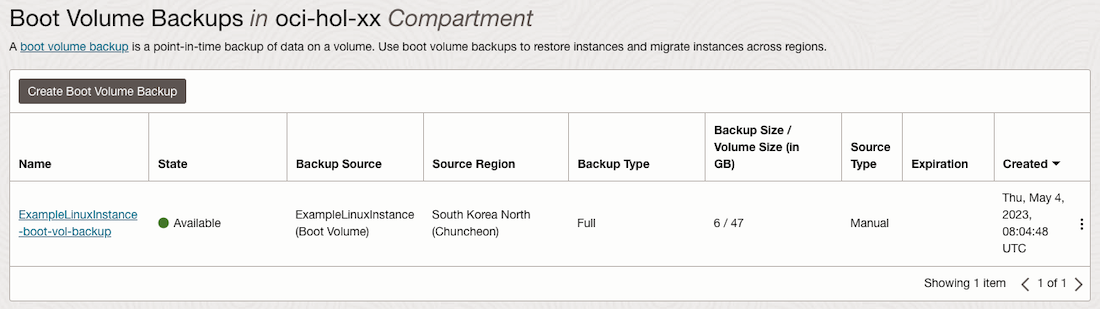 Boot Volume Backups in oci-hol-xx Compartment
A boot volume backup is a point-in-time backup of data on a volume. Use boot volume backups to restore instances and migrate instances across regions.
Create Boot Volume Backup
Name
State
Backup Source
Source Region
Backup Type
Backup Size /
Volume Size (in
GB)
Source
Type
Expiration
Created
ExampleLinuxInstance
-boot-vol-backup
Available
ExampleLinuxInstance
(Boot Volume)
South Korea North
(Chuncheon)
Full
6 / 47
Manual
Thu, May 4,
2023,
08:04:48
UTC
Showing 1 item
1 of 1